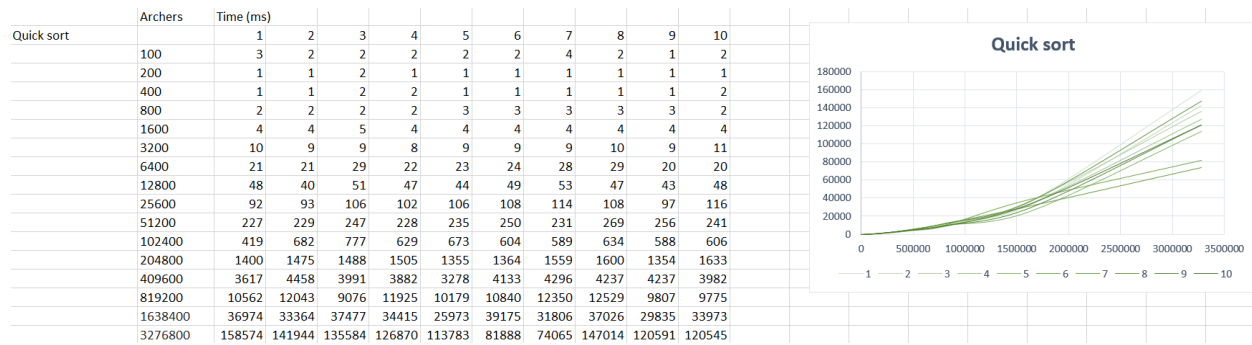 Archers Time (ms)
Quick sort 1 2 3 4 5 6 7 8 9 10
100 3 2 2 2 2 2 4 2 1 2
200 1 1 2 1 1 1 1 1 1 1
400 1 1 2 2 1 1 1 1 1 2
800 2 2 2 2 3 3 3 3 3 2
1600 4 4 5 4 4 4 4 4 4 4
3200 10 9 9 8 9 9 9 10 9 11
6400 21 21 29 22 23 24 28 29 20 20
12800 48 40 51 47 44 49 53 47 43 48
25600 92 93 106 102 106 108 114 108 97 116
51200 227 229 247 228 235 250 231 269 256 241
102400 419 682 777 629 673 604 589 634 588 606
204800 1400 1475 1488 1505 1355 1364 1559 1600 1354 1633
409600 3617 4458 3991 3882 3278 4133 4296 4237 4237 3982
819200 10562 12043 9076 11925 10179 10840 12350 12529 9807 9775
1638400 36974 33364 37477 34415 25973 39175 31806 37026 29835 33973
3276800 158574 141944 135584 126870 113783 81888 74065 147014 120591 120545
Quick sort
180000
160000
140000
120000
100000
80000
60000
40000
20000
0
0 500000 1000000 1500000 2000000 2500000 3000000 3500000
1 2 3 4 5 6 7 8 9 10